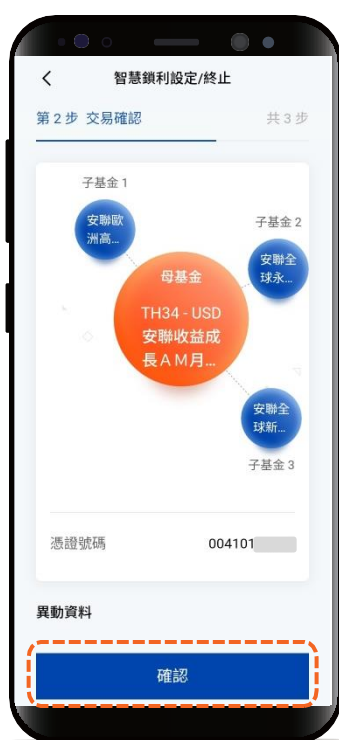 智慧鎖利設定/終止
第2步 交易確認 共3步
子基金1
安聯歐
洲高...
子基金2
安聯全
球永...
母基金
TH34 - USD
安聯收益成
長AM月...
安聯全
球新...
子基金3
憑證號碼 004101
異動資料
確認